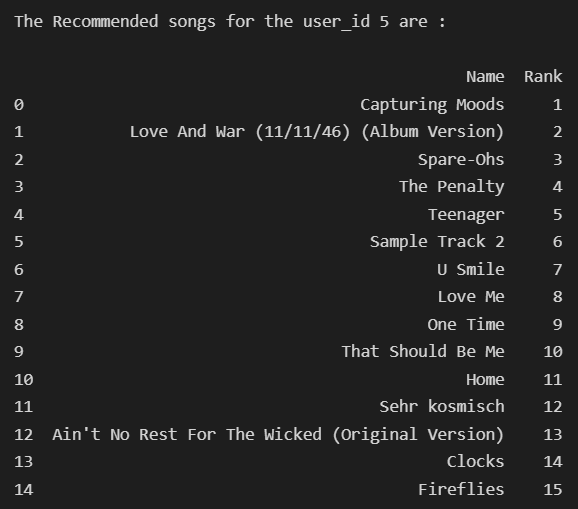 The Recommended songs for the user_id 5 are :
Name Rank
0 Capturing Moods 1
1 Love And War (11/11/46) (Album Version) 2
2 Spare-Ohs 3
3 The Penalty 4
4 Teenager 5
5 Sample Track 2 6
6 U Smile 7
7 Love Me 8
8 One Time 9
9 That Should Be Me 10
10 Home 11
11 Sehr kosmisch 12
12 Ain't No Rest For The Wicked (Original Version) 13
13 Clocks 14
14 Fireflies 15